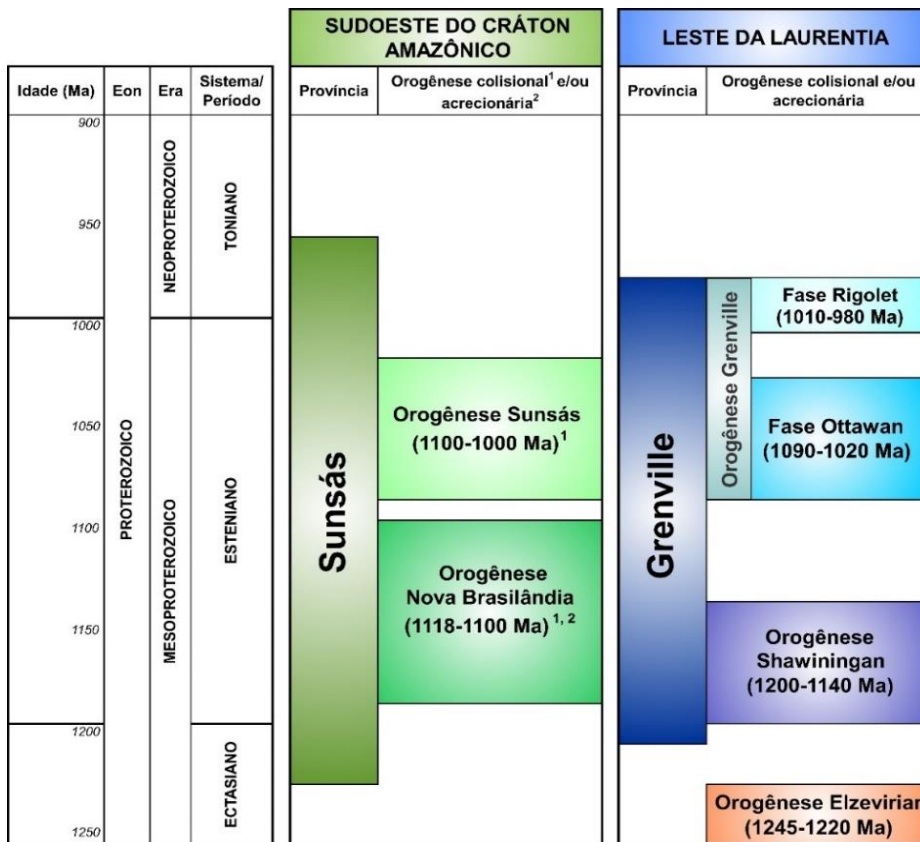 SUDOESTE DO CRÁTON
AMAZÔNICO
LESTE DA LAURENTIA
Idade (Ma)
Eon
Era
Sistema/
Período
Província
Orogênese colisional¹ e/ou
acrecionária²
Província
Orogênese colisional e/ou
acrecionária
900
950
1000
1050
1100
1150
1200
1250
PROTEROZOICO
NEOPROTEROZOICO
MESOPROTEROZOICO
TONIANO
ESTENIANO
ECTASIANO
Sunsás
Orogênese Sunsás
(1100-1000 Ma)¹
Orogênese
Nova Brasilândia
(1118-1100 Ma)¹, ²
Grenville
Orogênese Grenville
Fase Rigolet
(1010-980 Ma)
Fase Ottawan
(1090-1020 Ma)
Orogênese
Shawiningan
(1200-1140 Ma)
Orogênese Elzevirian
(1245-1220 Ma)